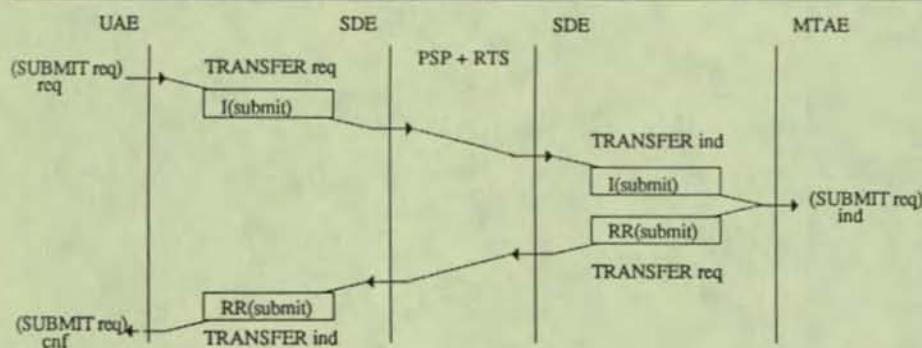 UAE SDE SDE MTAE
PSP + RTS
(SUBMIT req)
req
TRANSFER req
I(submit)
TRANSFER ind
I(submit)
(SUBMIT req)
ind
RR(submit)
TRANSFER req
RR(submit)
(SUBMIT req)
cnf
TRANSFER ind